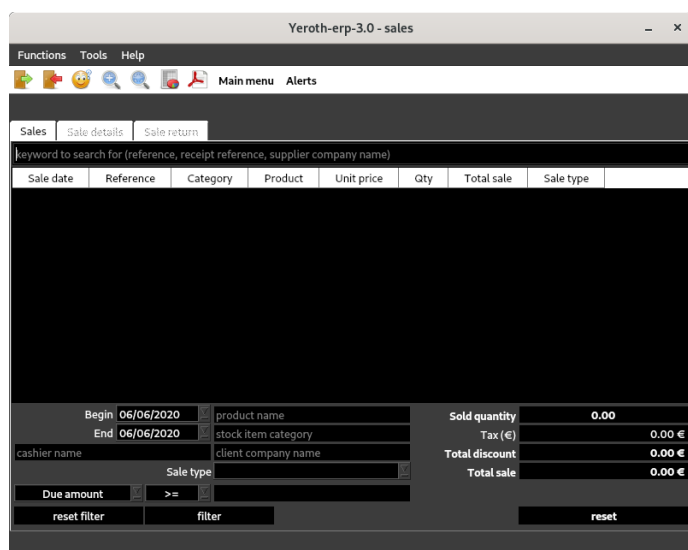 Yeroth-erp-3.0 - sales
Functions Tools Help
Main menu Alerts
Sales Sale details Sale return
keyword to search for (reference, receipt reference, supplier company name)
Sale date Reference Category Product Unit price Qty Total sale Sale type
Begin 06/06/2020 product name Sold quantity 0.00
End 06/06/2020 stock item category Tax (€) 0.00 €
cashier name client company name Total discount 0.00 €
Sale type Total sale 0.00 €
Due amount >=
reset filter filter reset